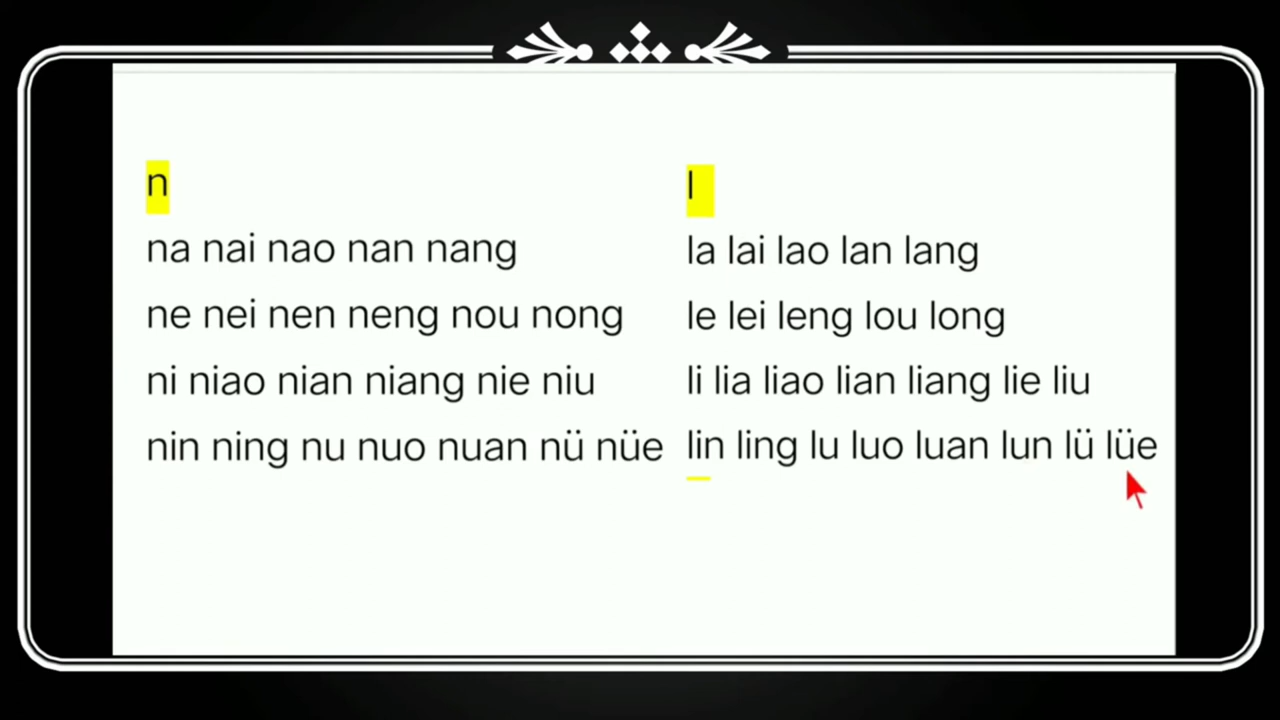 n
na nai nao nan nang
ne nei nen neng nou nong
ni niao nian niang nie niu
nin ning nu nuo nuan nü nüe
l
la lai lao lan lang
le lei leng lou long
li lia liao lian liang lie liu
lin ling lu luo luan lun lü lüe